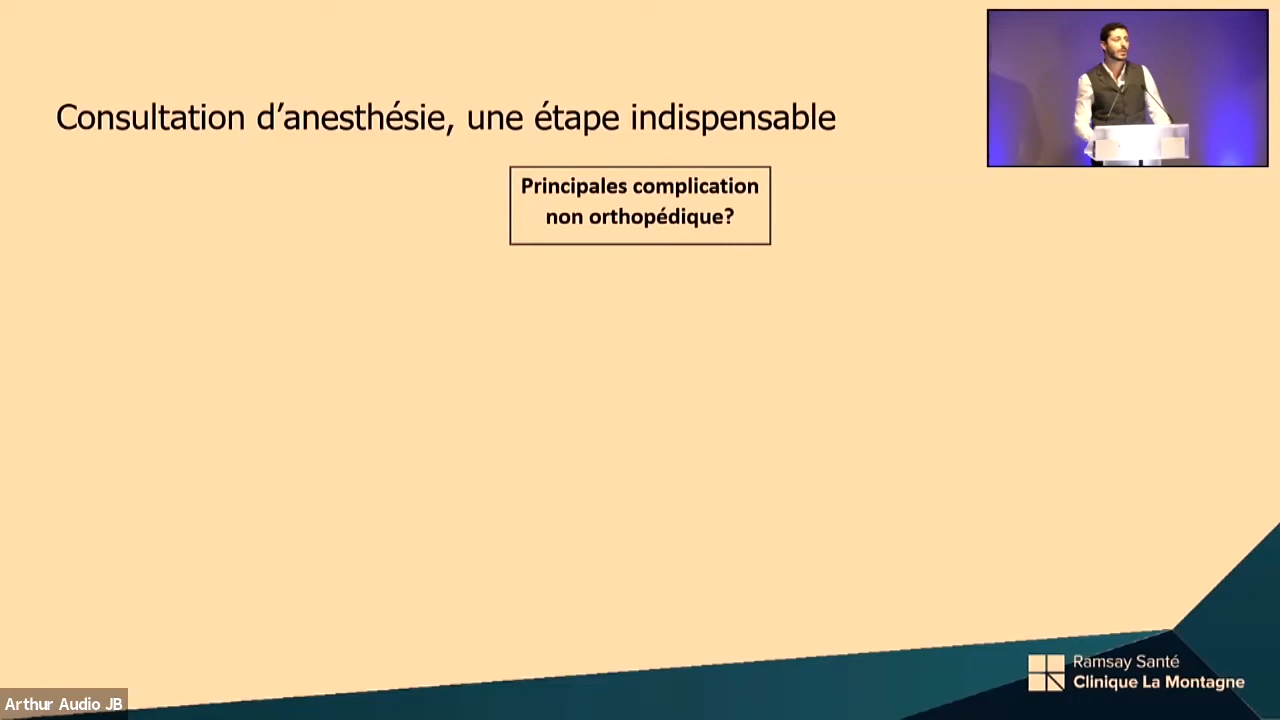 Consultation d’anesthésie, une étape indispensable
Principales complication
non orthopédique?
Ramsay Santé
Clinique La Montagne
Arthur Audio JB